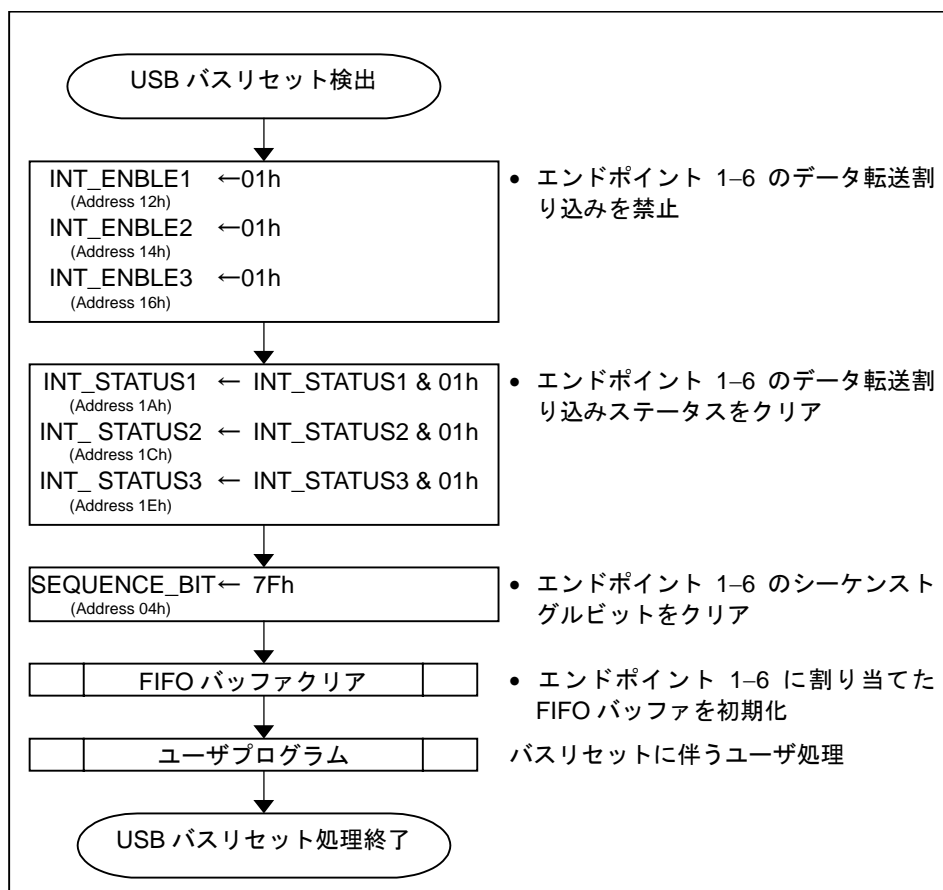 USB バスリセット検出
INT_ENBLE1 ←01h
(Address 12h)
INT_ENBLE2 ←01h
(Address 14h)
INT_ENBLE3 ←01h
(Address 16h)
• エンドポイント 1–6 のデータ転送割
り込みを禁止
INT_STATUS1 ← INT_STATUS1 & 01h
(Address 1Ah)
INT_ STATUS2 ← INT_STATUS2 & 01h
(Address 1Ch)
INT_ STATUS3 ← INT_STATUS3 & 01h
(Address 1Eh)
• エンドポイント 1–6 のデータ転送割
り込みステータスをクリア
SEQUENCE_BIT← 7Fh
(Address 04h)
• エンドポイント 1–6 のシーケンスト
グルビットをクリア
FIFO バッファクリア
• エンドポイント 1–6 に割り当てた
FIFO バッファを初期化
ユーザプログラム
バスリセットに伴うユーザ処理
USB バスリセット処理終了